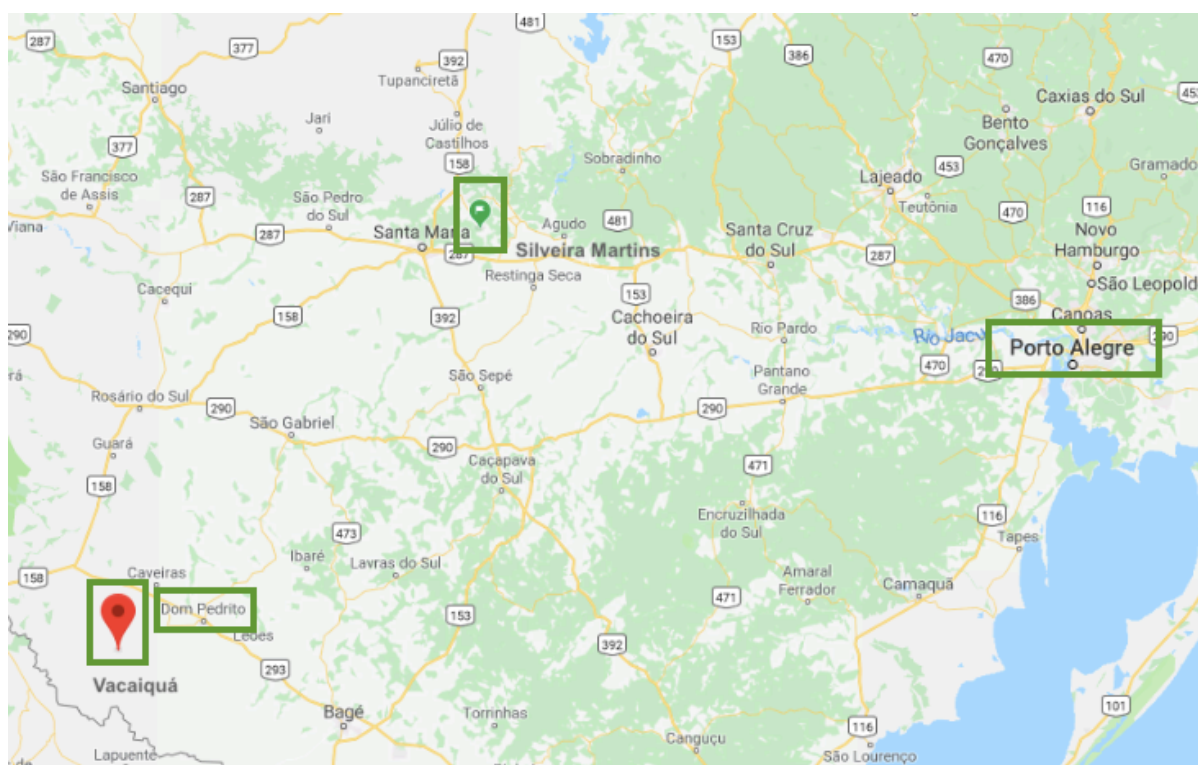 481
287
377
153
392
386
470
Tupanciretã
Santiago
Caxias do Sul
453
Jari
Júlio de
Castilhos
Bento
Gonçalves
377
158
Sobradinho
453
Gramado
São Francisco
de Assis
287
São Pedro
do Sul
Lajeado
Teutônia
116
470
Viana
287
Santa Maria
Agudo
481
Santa Cruz
do Sul
Novo
Hamburgo
287
Silveira Martins
287
Restinga Seca
São Leopold
Cacequi
153
386
158
392
Cachoeira
do Sul
Rio Pardo
Rio Jacu
Canoas
290
290
Porto Alegre
470
290
São Sepé
Pantano
Grande
Rosário do Sul
290
290
São Gabriel
Guará
290
Caçapava
do Sul
471
158
Encruzilhada
do Sul
116
473
Tapes
Ibaré
Lavras do Sul
158
Caveiras
Amaral
Ferrador
Camaquã
471
Dom Pedrito
153
Leões
392
293
Vacaiquá
Bagé
Torrinhas
101
116
Canguçu
Lapuente
São Lourenço
de